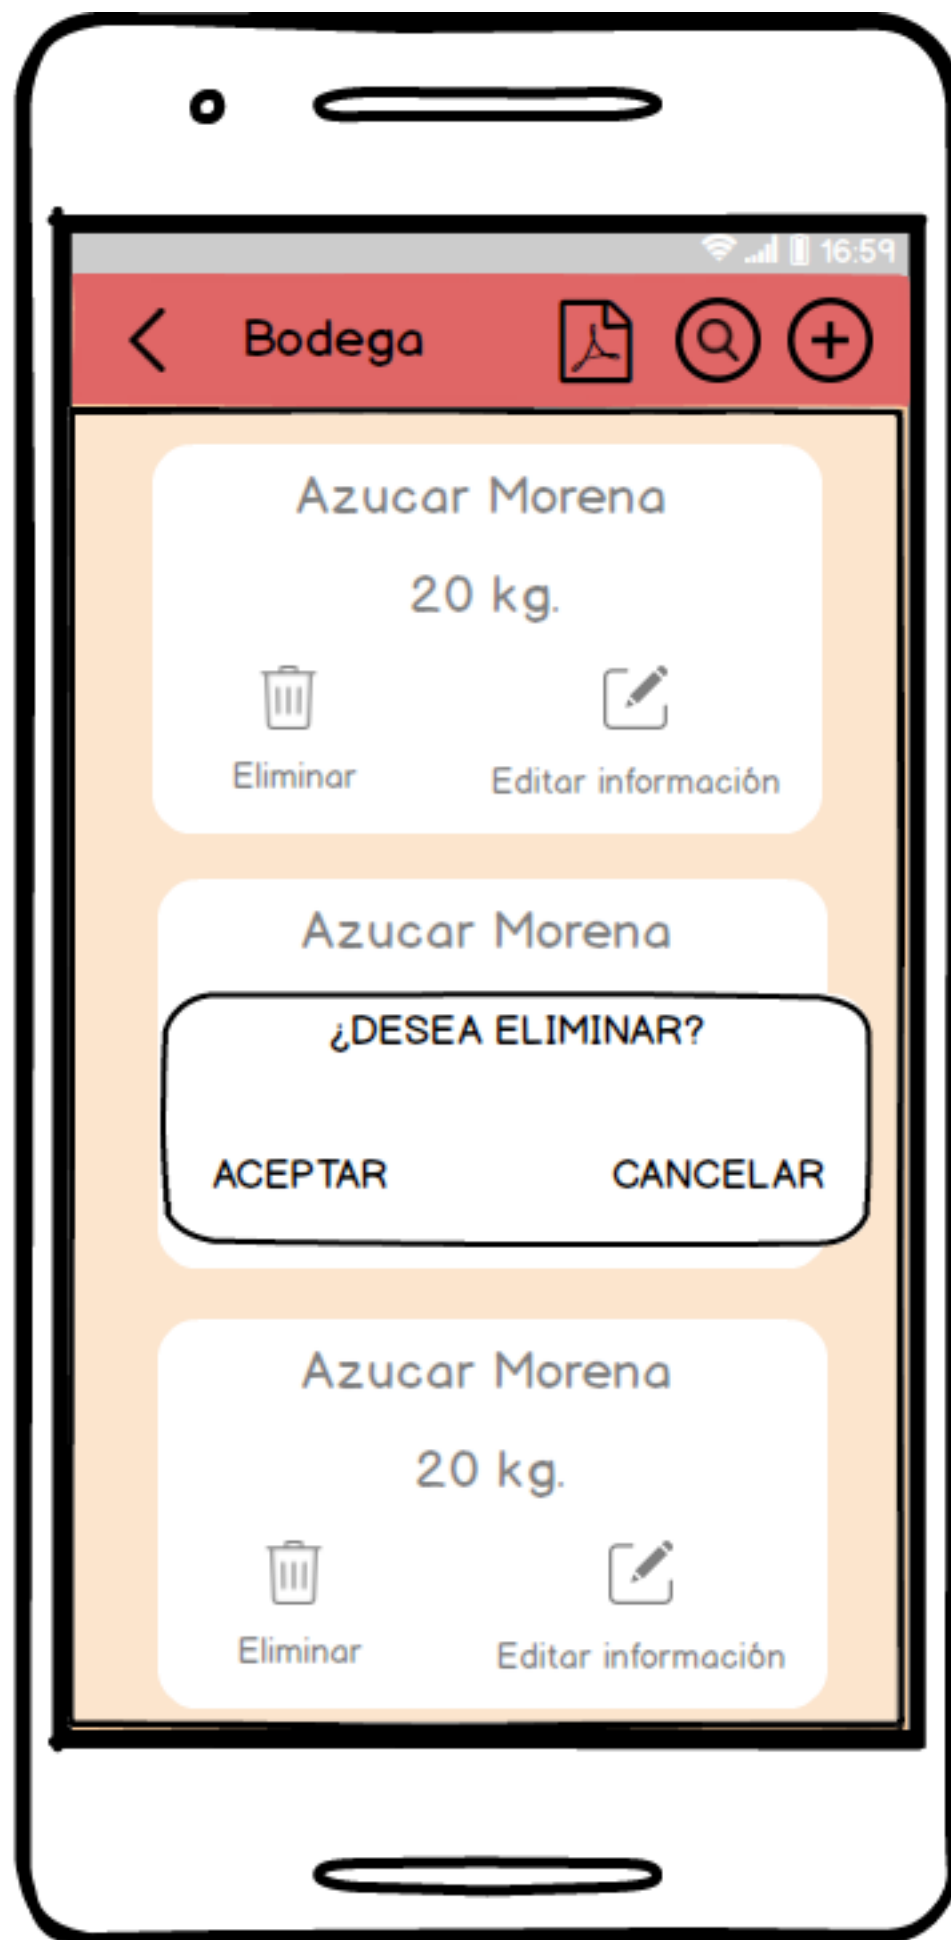 16:59
Bodega
Azucar Morena
20 kg.
Eliminar Editar información
Azucar Morena
¿DESEA ELIMINAR?
ACEPTAR CANCELAR
Azucar Morena
20 kg.
Eliminar Editar información